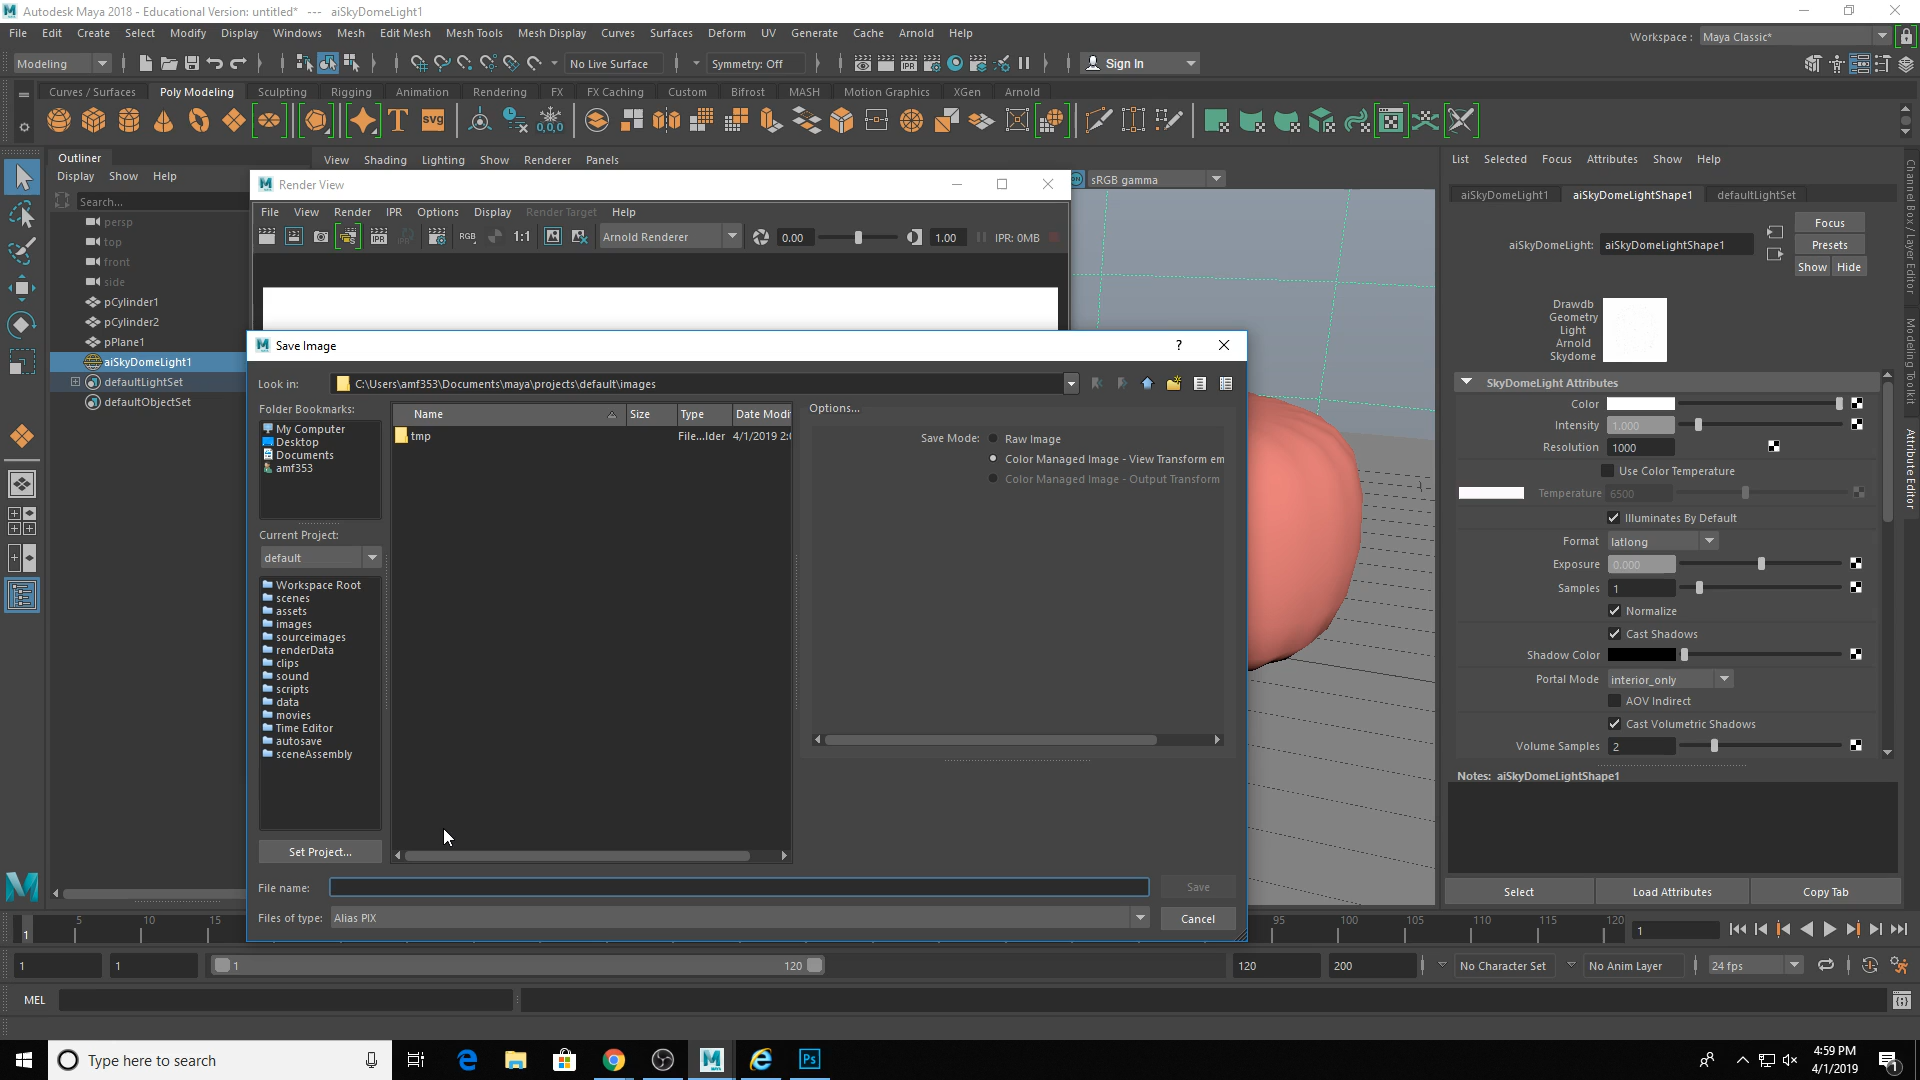 Autodesk Maya 2018 - Educational Version: untitled*   ---   aiSkyDomeLight1
File Edit Create Select Modify Display Windows Mesh Edit Mesh Mesh Tools Mesh Display Curves Surfaces Deform UV Generate Cache Arnold Help
Workspace : Maya Classic*
Modeling No Live Surface Symmetry: Off Sign In
Curves / Surfaces Poly Modeling Sculpting Rigging Animation Rendering FX FX Caching Custom Bifrost MASH Motion Graphics XGen Arnold
T svg 0,0,0
Outliner
Display Show Help
Search...
persp
top
front
side
pCylinder1
pCylinder2
pPlane1
aiSkyDomeLight1
defaultLightSet
defaultObjectSet
View Shading Lighting Show Renderer Panels
sRGB gamma
Render View
File View Render IPR Options Display Render Target Help
IPR RGB 1:1 Arnold Renderer 0.00 1.00 IPR: 0MB
Save Image
?
Look in: C:\Users\amf353\Documents\maya\projects\default\images
Folder Bookmarks:
My Computer
Desktop
Documents
amf353
Current Project:
default
Workspace Root
scenes
assets
images
sourceimages
renderData
clips
sound
scripts
data
movies
Time Editor
autosave
sceneAssembly
Set Project...
Name Size Type Date Modi
tmp File...lder 4/1/2019 2:
Options...
Save Mode: Raw Image
Color Managed Image - View Transform em
Color Managed Image - Output Transform
File name: Save
Files of type: Alias PIX Cancel
List Selected Focus Attributes Show Help
aiSkyDomeLight1 aiSkyDomeLightShape1 defaultLightSet
aiSkyDomeLight: aiSkyDomeLightShape1
Focus
Presets
Show Hide
Drawdb
Geometry
Light
Arnold
Skydome
SkyDomeLight Attributes
Color
Intensity 1.000
Resolution 1000
Use Color Temperature
Temperature 6500
Illuminates By Default
Format latlong
Exposure 0.000
Samples 1
Normalize
Cast Shadows
Shadow Color
Portal Mode interior_only
AOV Indirect
Cast Volumetric Shadows
Volume Samples 2
Notes: aiSkyDomeLightShape1
Select Load Attributes Copy Tab
Channel Box / Layer Editor
Modeling Toolkit
Attribute Editor
1 5 10 15 95 100 105 110 115 120 1
1 1 1 120 120 200 No Character Set No Anim Layer 24 fps
MEL
Type here to search
Ps
4:59 PM
4/1/2019
1